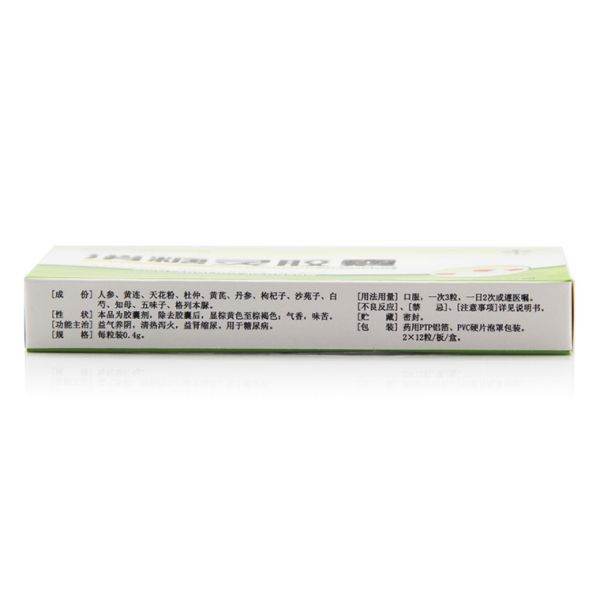 [成　　份] 人参、黄连、天花粉、杜仲、黄芪、丹参、枸杞子、沙苑子、白
芍、知母、五味子、格列本脲。
[性　　状] 本品为胶囊剂，除去胶囊后，显棕黄色至棕褐色；气香，味苦。
[功能主治] 益气养阴，清热泻火，益肾缩尿，用于糖尿病。
[规　　格] 每粒装0.4g。
[用法用量] 口服，一次3粒，一日2次或遵医嘱。
[不良反应]、[禁　　忌]、[注意事项]详见说明书。
[贮　　藏] 密封。
[包　　装] 药用PTP铝箔、PVC硬片泡罩包装。
2×12粒/板/盒。